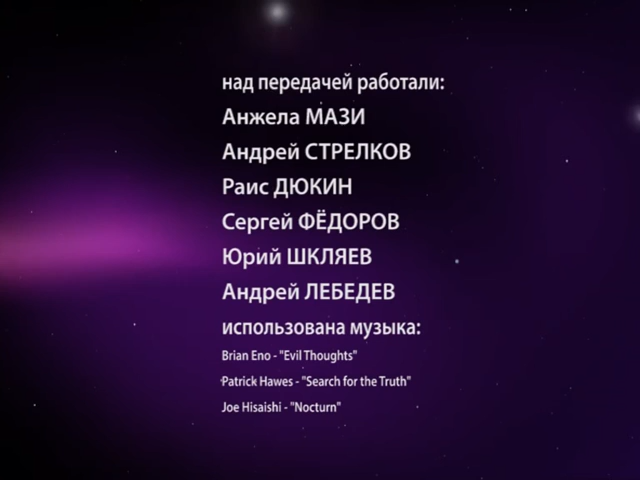 над передачей работали:
Анжела МАЗИ
Андрей СТРЕЛКОВ
Раис ДЮКИН
Сергей ФЁДОРОВ
Юрий ШКЛЯЕВ
Андрей ЛЕБЕДЕВ
использована музыка:
Brian Eno - "Evil Thoughts"
Patrick Hawes - "Search for the Truth"
Joe Hisaishi - "Nocturn"